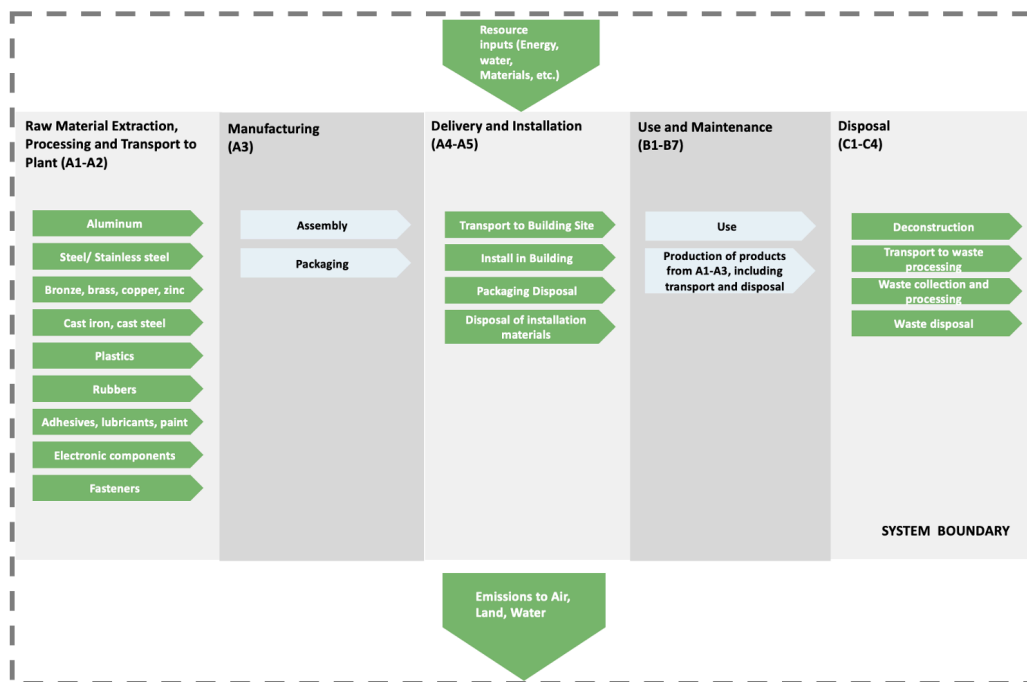 Resource
inputs (Energy,
water,
Materials, etc.)
Raw Material Extraction,
Processing and Transport to
Plant (A1-A2)
Aluminum
Steel/ Stainless steel
Bronze, brass, copper, zinc
Cast iron, cast steel
Plastics
Rubbers
Adhesives, lubricants, paint
Electronic components
Fasteners
Manufacturing
(A3)
Assembly
Packaging
Delivery and Installation
(A4-A5)
Transport to Building Site
Install in Building
Packaging Disposal
Disposal of installation
materials
Use and Maintenance
(B1-B7)
Use
Production of products
from A1-A3, including
transport and disposal
Disposal
(C1-C4)
Deconstruction
Transport to waste
processing
Waste collection and
processing
Waste disposal
SYSTEM BOUNDARY
Emissions to Air,
Land, Water